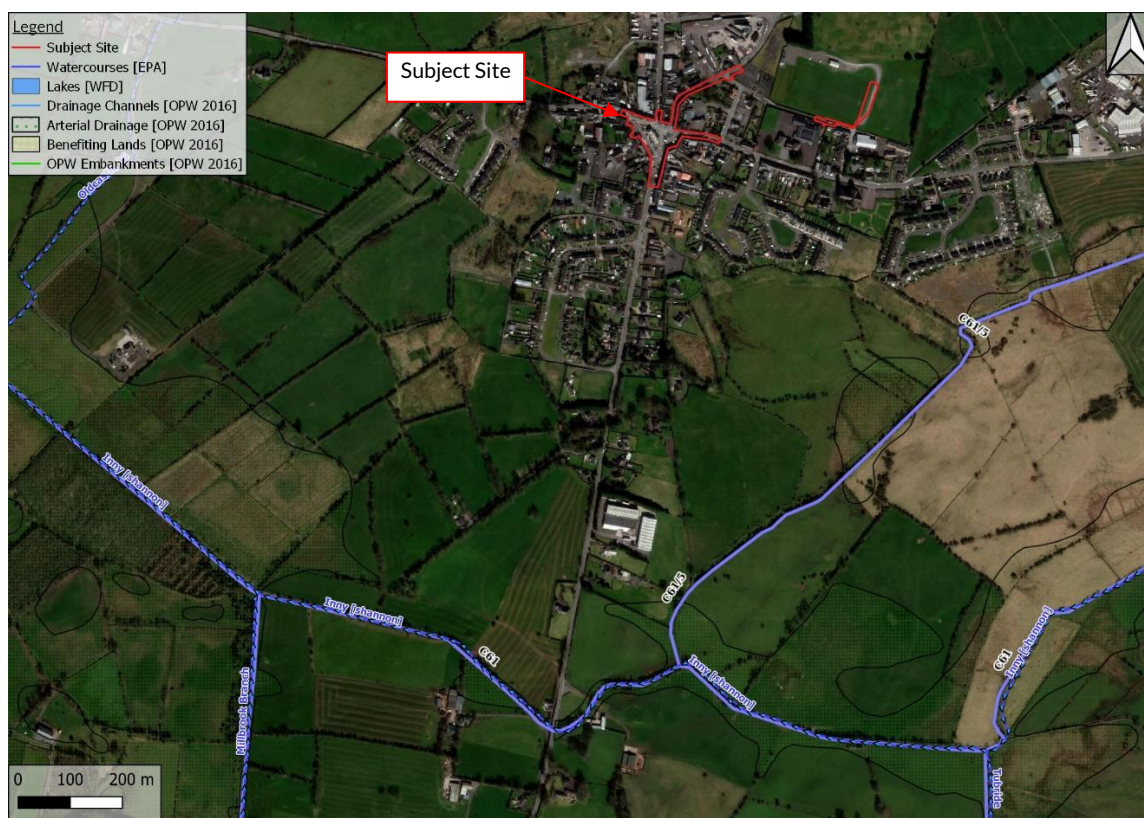 Legend
Subject Site
Watercourses [EPA]
Lakes [WFD]
Drainage Channels [OPW 2016]
Arterial Drainage [OPW 2016]
Benefiting Lands [OPW 2016]
OPW Embankments [OPW 2016]
Subject Site
C61/5
Inny [shannon]
Inny [shannon]
C61/5
C61
Inny [shannon]
C61
Inny [shannon]
Millbrook Branch
Tubride
0 100 200 m